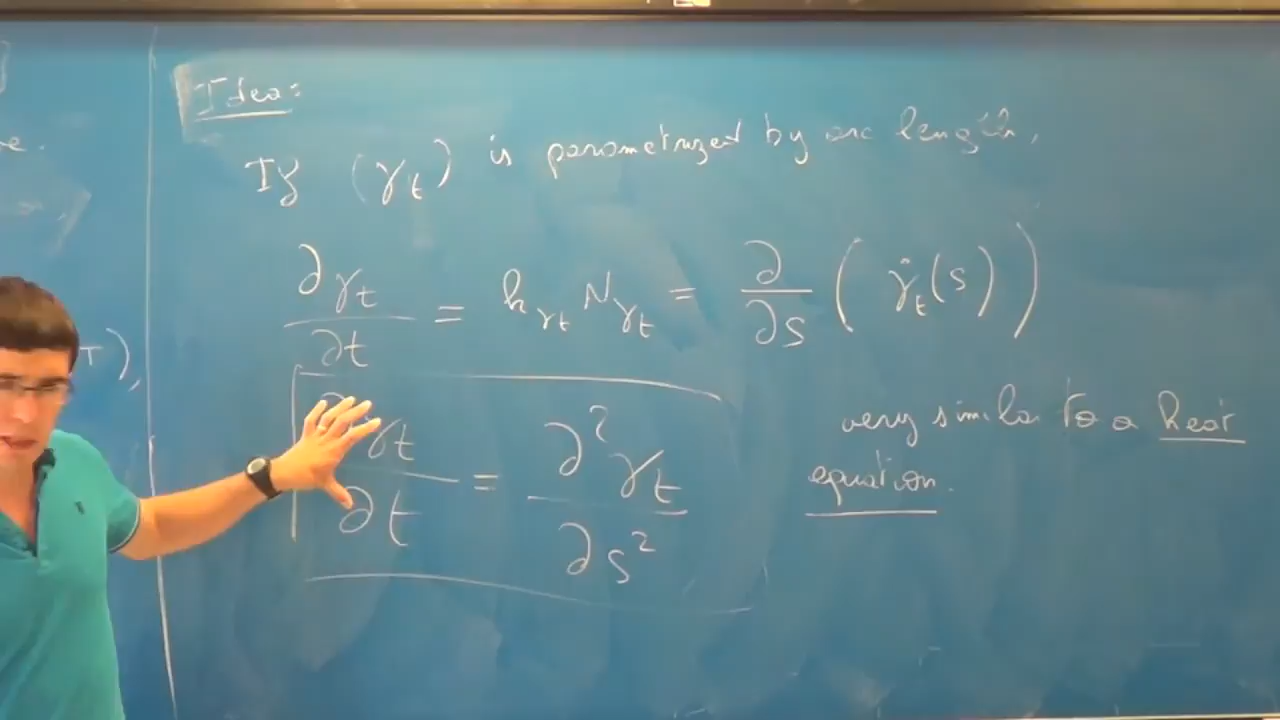 e.
T),
Idea:
If (γ_t) is parametrized by arc length,
∂γ_t/∂t = k_{γ_t} N_{γ_t} = ∂/∂s ( γ̇_t(s) )
∂γ_t/∂t = ∂²γ_t/∂s²
very similar to a heat
equation.